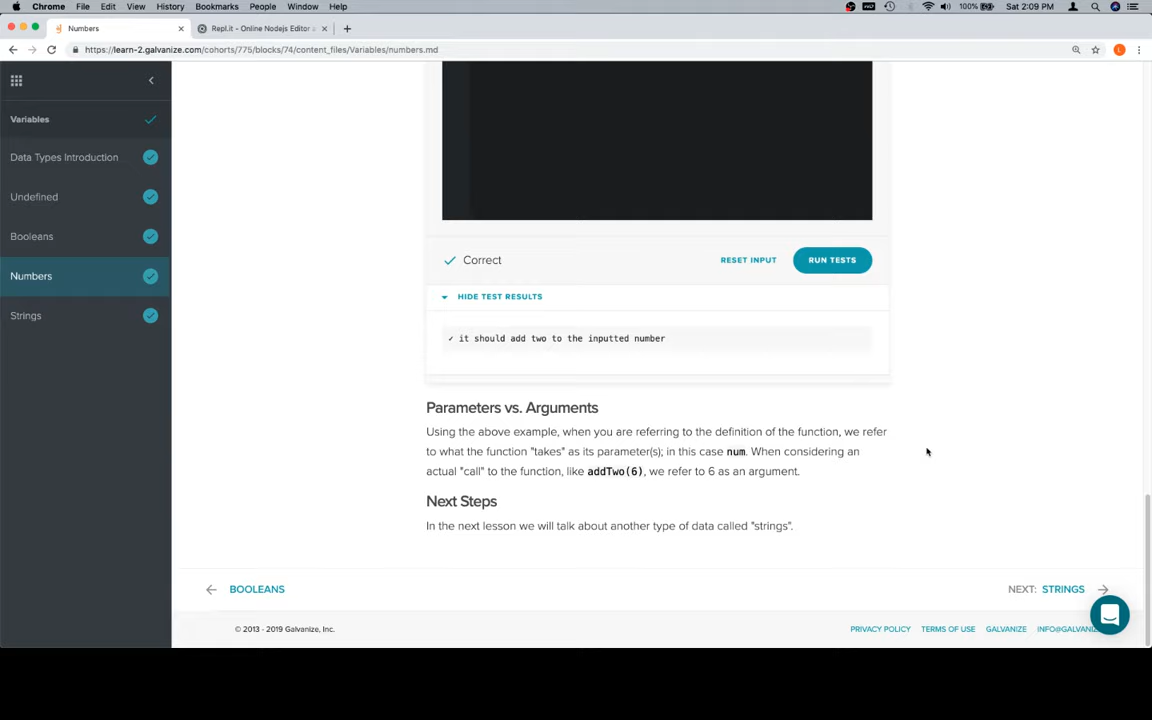 Chrome File Edit View History Bookmarks People Window Help
100% Sat 2:09 PM
Numbers
Repl.it - Online Nodejs Editor
https://learn-2.galvanize.com/cohorts/775/blocks/74/content_files/Variables/numbers.md
L
Variables
Data Types Introduction
Undefined
Booleans
Numbers
Strings
Correct
RESET INPUT
RUN TESTS
HIDE TEST RESULTS
✓ it should add two to the inputted number
Parameters vs. Arguments
Using the above example, when you are referring to the definition of the function, we refer
to what the function "takes" as its parameter(s); in this case num. When considering an
actual "call" to the function, like addTwo(6), we refer to 6 as an argument.
Next Steps
In the next lesson we will talk about another type of data called "strings".
BOOLEANS
NEXT: STRINGS
© 2013 - 2019 Galvanize, Inc.
PRIVACY POLICY TERMS OF USE GALVANIZE INFO@GALVANI